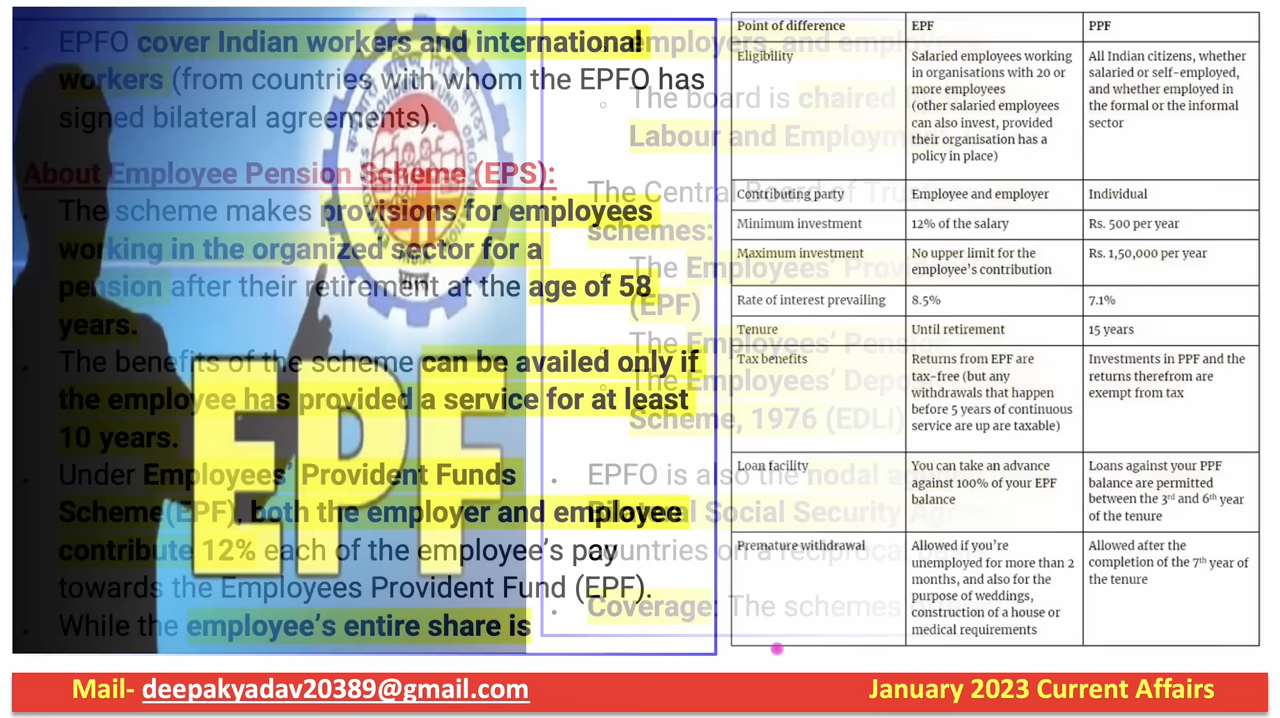 EPFO cover Indian workers and international
workers (from countries with whom the EPFO has
signed bilateral agreements).
About Employee Pension Scheme (EPS):
The scheme makes provisions for employees
working in the organized sector for a
pension after their retirement at the age of 58
years.
The benefits of the scheme can be availed only if
the employee has provided a service for at least
10 years.
Under Employees' Provident Funds
Scheme(EPF), both the employer and employee
contribute 12% each of the employee's pay
towards the Employees Provident Fund (EPF).
While the employee's entire share is
EPF
employers, and employ
The board is chaired
Labour and Employm
The Central Board of Trus
schemes:
The Employees' Prov
(EPF)
The Employees' Pension
The Employees' Depo
Scheme, 1976 (EDLI)
EPFO is also the nodal a
Bilateral Social Security Ag
countries on a reciproca
Coverage: The schemes
Point of difference EPF PPF
Eligibility Salaried employees working All Indian citizens, whether
in organisations with 20 or salaried or self-employed,
more employees and whether employed in
(other salaried employees the formal or the informal
can also invest, provided sector
their organisation has a
policy in place)
Contributing party Employee and employer Individual
Minimum investment 12% of the salary Rs. 500 per year
Maximum investment No upper limit for the Rs. 1,50,000 per year
employee's contribution
Rate of interest prevailing 8.5% 7.1%
Tenure Until retirement 15 years
Tax benefits Returns from EPF are Investments in PPF and the
tax-free (but any returns therefrom are
withdrawals that happen exempt from tax
before 5 years of continuous
service are up are taxable)
Loan facility You can take an advance Loans against your PPF
against 100% of your EPF balance are permitted
balance between the 3rd and 6th year
of the tenure
Premature withdrawal Allowed if you're Allowed after the
unemployed for more than 2 completion of the 7th year of
months, and also for the the tenure
purpose of weddings,
construction of a house or
medical requirements
Mail- deepakyadav20389@gmail.com January 2023 Current Affairs